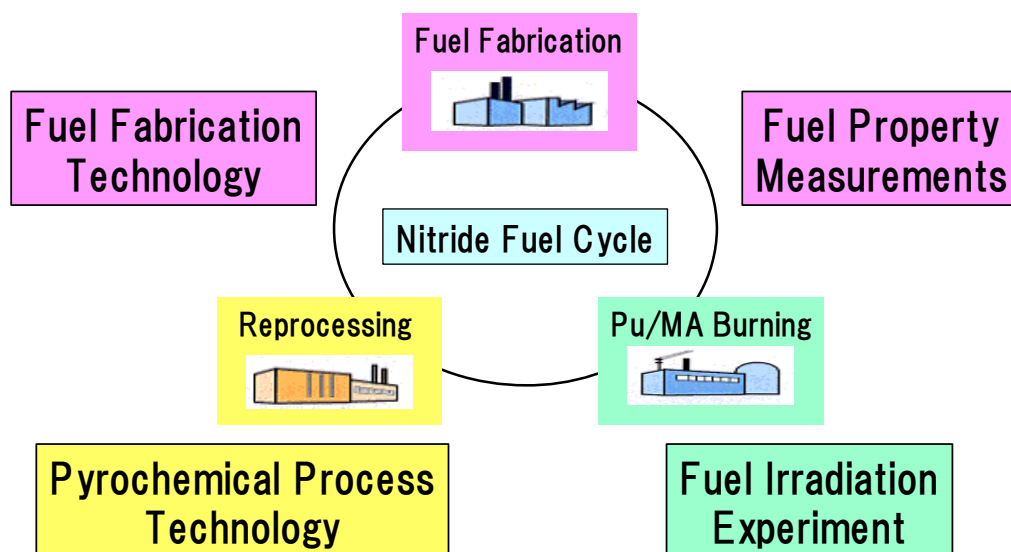 Fuel Fabrication
Fuel Fabrication
Technology
Fuel Property
Measurements
Nitride Fuel Cycle
Reprocessing
Pu/MA Burning
Pyrochemical Process
Technology
Fuel Irradiation
Experiment